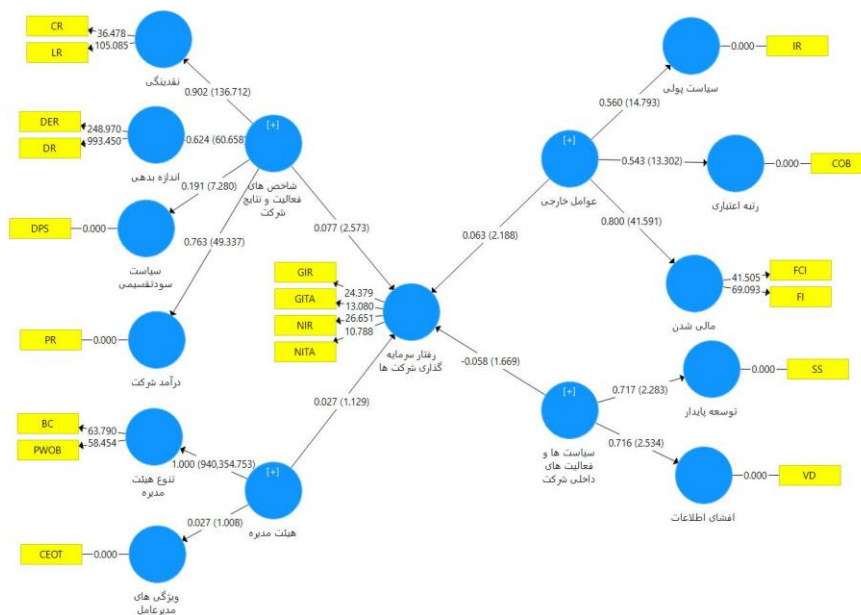 CR
36.478
LR
105.085
نقدینگی
0.902 (136.712)
DER
248.970
DR
993.450
-0.624 (60.658)
اندازه بدهی
[+]
شاخص های
فعالیت و نتایج
شرکت
0.191 (7.280)
DPS
0.000
سیاست
سودتقسیمی
0.763 (49.337)
0.077 (2.573)
PR
0.000
درآمد شرکت
GIR
24.379
GITA
13.080
NIR
26.651
NITA
10.788
رفتار سرمایه
گذاری شرکت ها
BC
63.790
PWOB
58.454
تنوع هیئت
مدیره
1.000 (940,354.753)
[+]
هیئت مدیره
0.027 (1.129)
0.027 (1.008)
CEOT
0.000
ویژگی های
مدیرعامل
0.000
IR
سیاست پولی
0.560 (14.793)
[+]
عوامل خارجی
0.543 (13.302)
0.000
COB
رتبه اعتباری
0.063 (2.188)
0.800 (41.591)
41.505
FCI
69.093
FI
مالی شدن
-0.058 (1.669)
[+]
سیاست ها و
فعالیت های
داخلی شرکت
0.717 (2.283)
0.000
SS
توسعه پایدار
0.716 (2.534)
0.000
VD
افشای اطلاعات